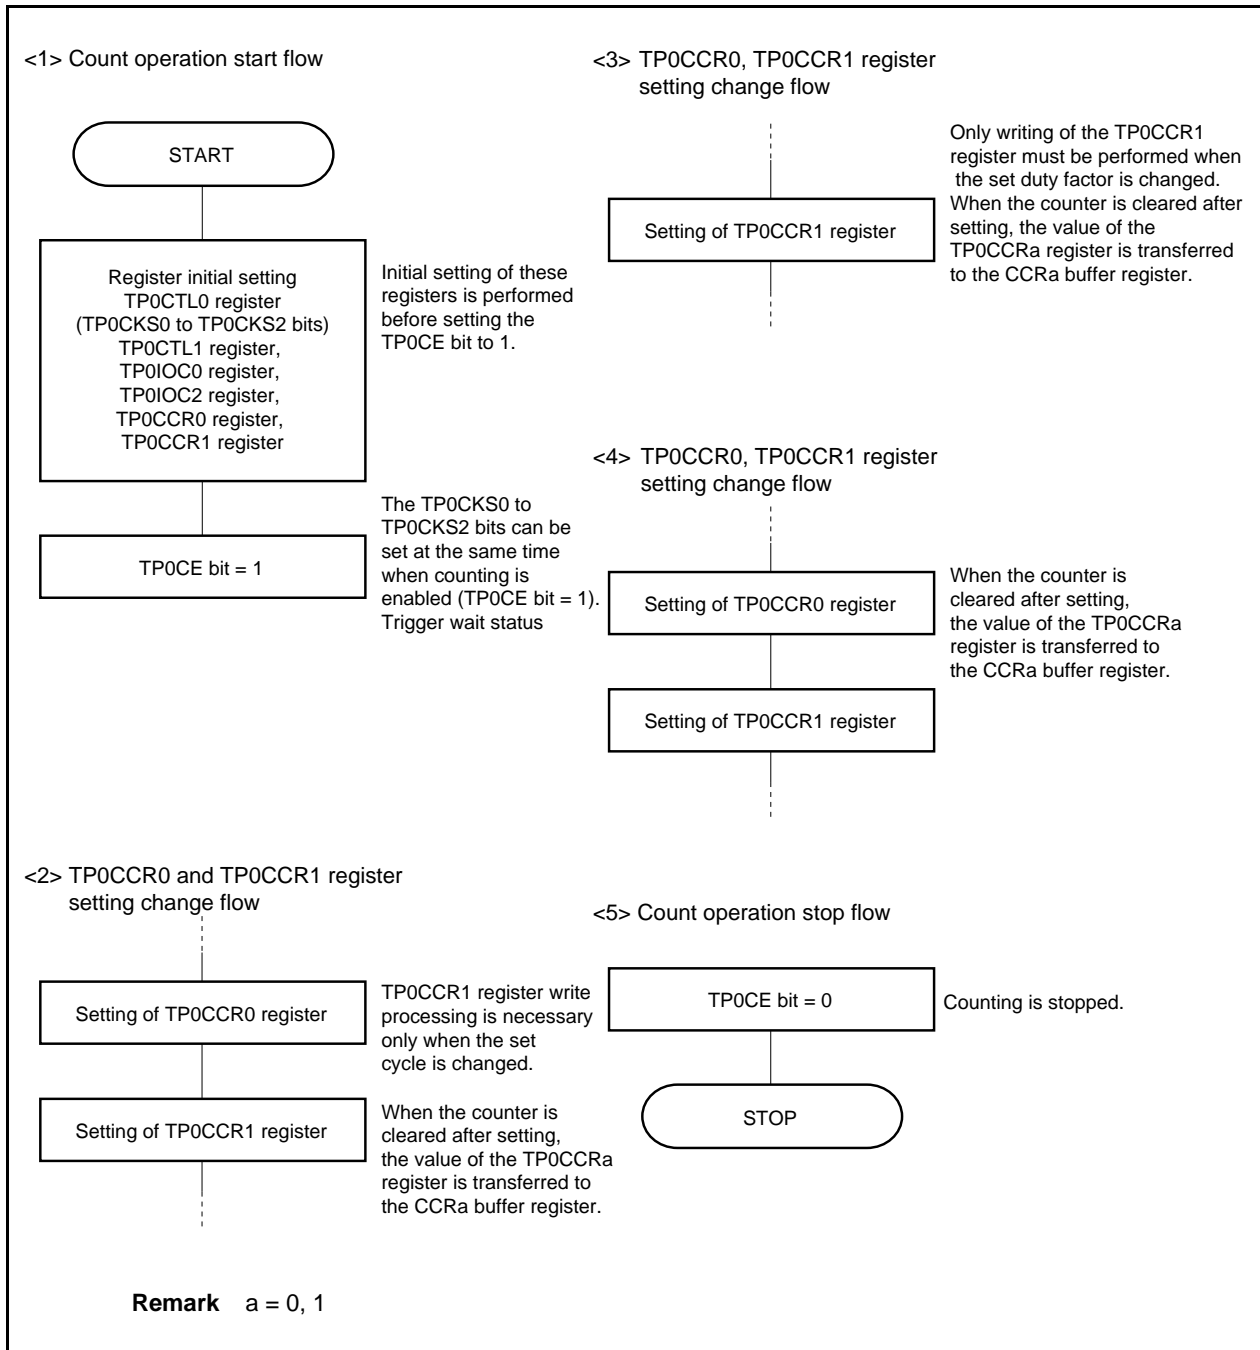 <1> Count operation start flow
START
Register initial setting
TP0CTL0 register
(TP0CKS0 to TP0CKS2 bits)
TP0CTL1 register,
TP0IOC0 register,
TP0IOC2 register,
TP0CCR0 register,
TP0CCR1 register
Initial setting of these
registers is performed
before setting the
TP0CE bit to 1.
TP0CE bit = 1
The TP0CKS0 to
TP0CKS2 bits can be
set at the same time
when counting is
enabled (TP0CE bit = 1).
Trigger wait status
<2> TP0CCR0 and TP0CCR1 register
setting change flow
Setting of TP0CCR0 register
TP0CCR1 register write
processing is necessary
only when the set
cycle is changed.
Setting of TP0CCR1 register
When the counter is
cleared after setting,
the value of the TP0CCRa
register is transferred to
the CCRa buffer register.
<3> TP0CCR0, TP0CCR1 register
setting change flow
Setting of TP0CCR1 register
Only writing of the TP0CCR1
register must be performed when
the set duty factor is changed.
When the counter is cleared after
setting, the value of the
TP0CCRa register is transferred
to the CCRa buffer register.
<4> TP0CCR0, TP0CCR1 register
setting change flow
Setting of TP0CCR0 register
When the counter is
cleared after setting,
the value of the TP0CCRa
register is transferred to
the CCRa buffer register.
Setting of TP0CCR1 register
<5> Count operation stop flow
TP0CE bit = 0
Counting is stopped.
STOP
Remark a = 0, 1